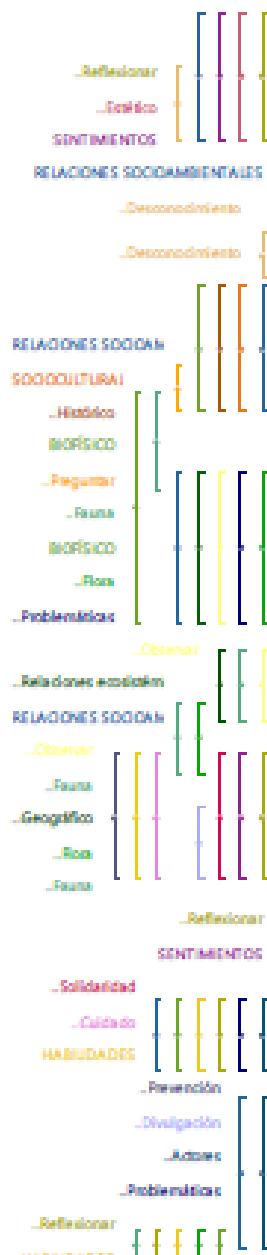 ..Reflexionar
..Estético
SENTIMIENTOS
RELACIONES SOCIOAMBIENTALES
..Desconocimiento
..Desconocimiento
RELACIONES SOCIOAM
SOCIOCULTURAL
..Histórico
BIOFÍSICO
..Preguntar
..Fauna
BIOFÍSICO
..Flora
..Problemáticas
..Observar
..Relaciones ecosistém
RELACIONES SOCIOAM
..Observar
..Fauna
..Geográfico
..Flora
..Fauna
..Reflexionar
SENTIMIENTOS
..Solidaridad
..Cuidado
HABILIDADES
..Prevención
..Divulgación
..Actores
..Problemáticas
..Reflexionar
HABILIDADES